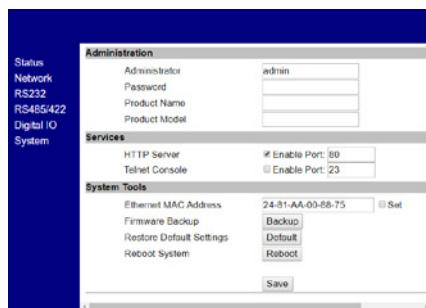 Status
Network
RS232
RS485/422
Digital IO
System
Administration
Administrator admin
Password
Product Name
Product Model
Services
HTTP Server Enable Port: 80
Telnet Console Enable Port: 23
System Tools
Ethernet MAC Address 24-81-AA-00-88-75 Set
Firmware Backup Backup
Restore Default Settings Default
Reboot System Reboot
Save